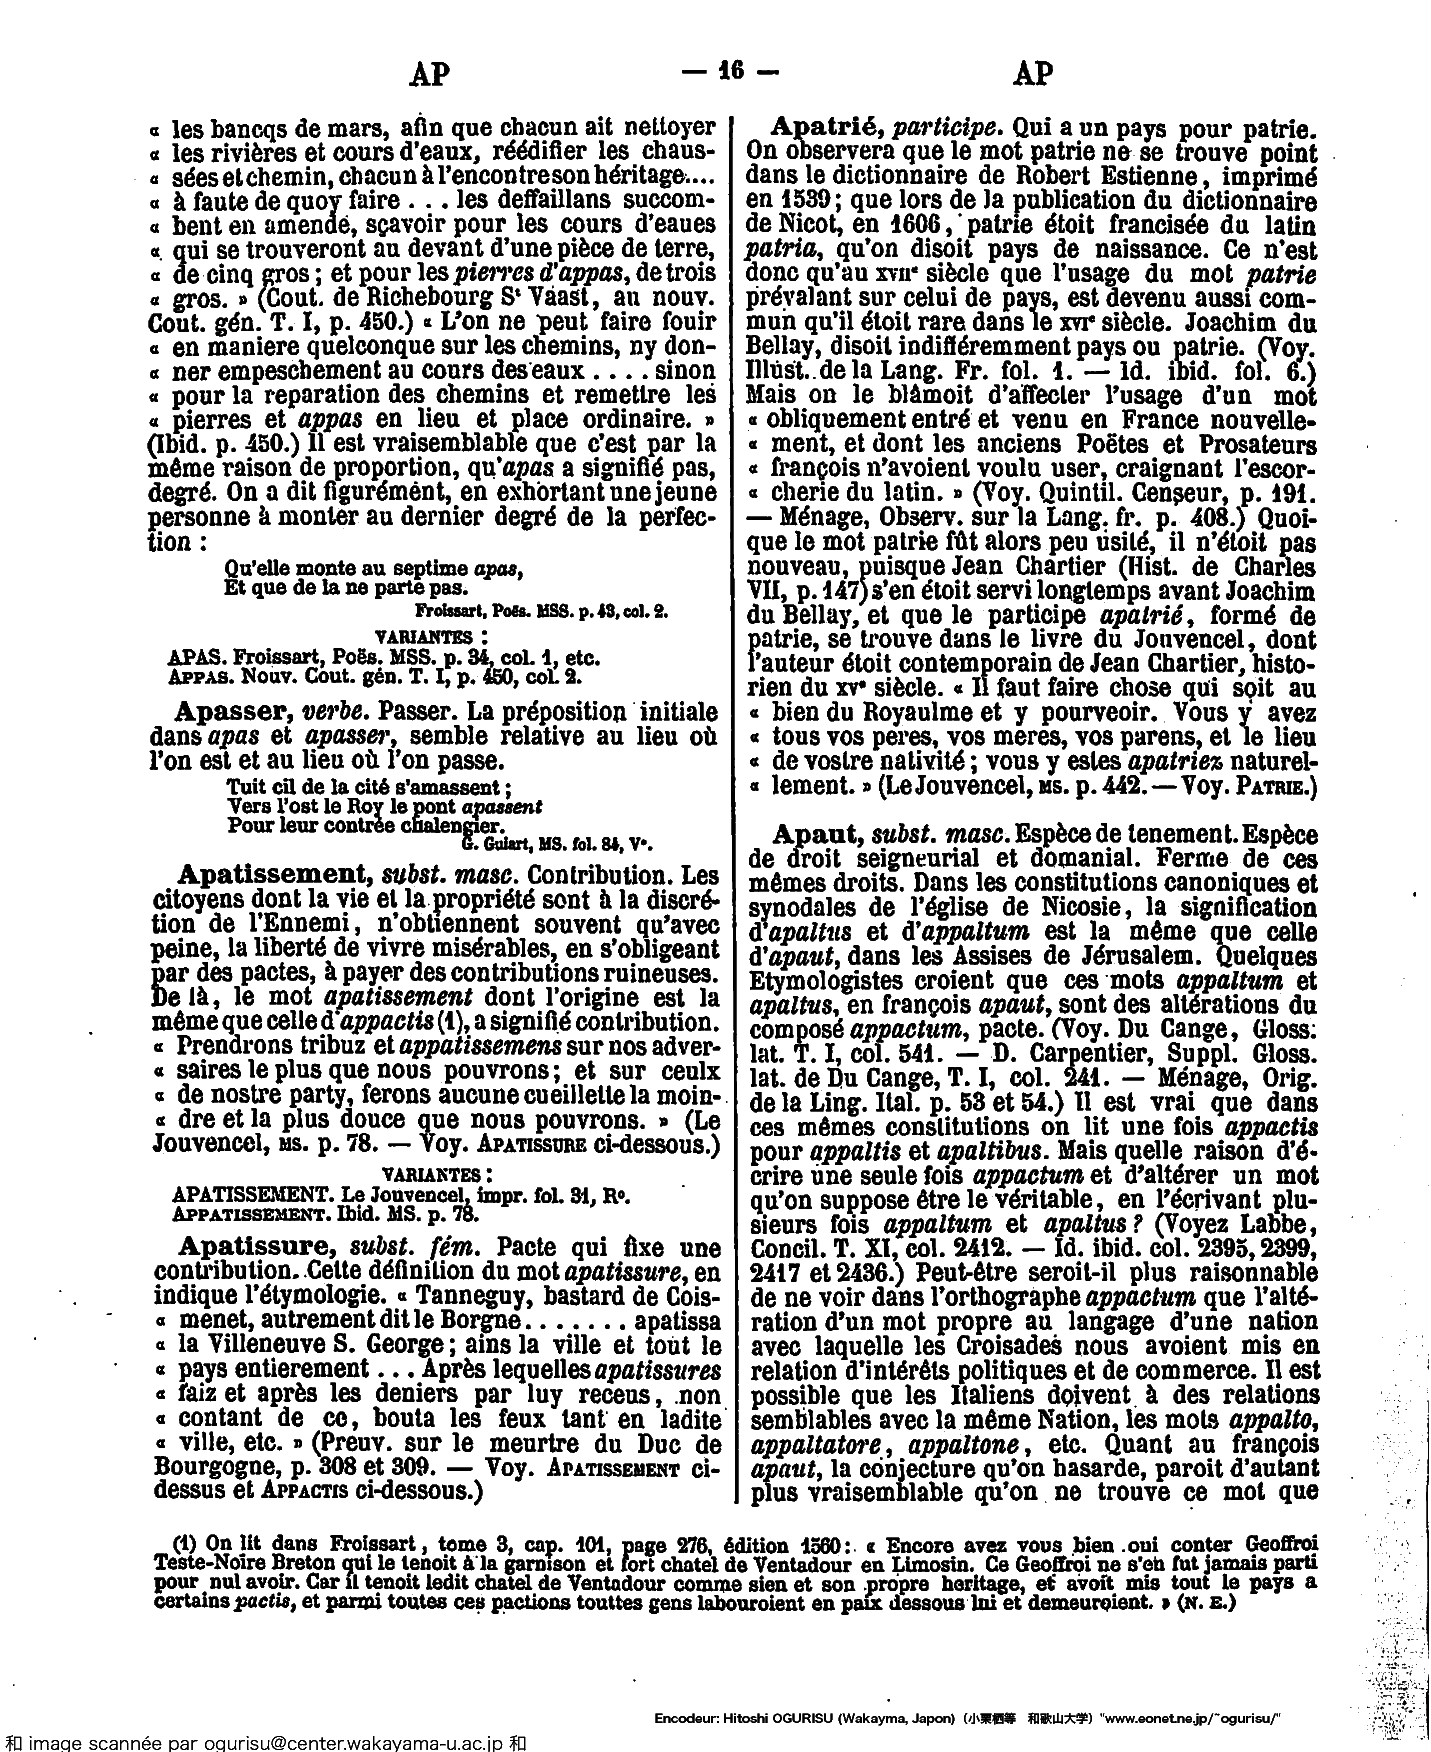 AP — 16 — AP
« les bancqs de mars, afin que chacun ait nettoyer
« les rivières et cours d'eaux, réédifier les chaus-
« sées et chemin, chacun à l'encontre son héritage....
« à faute de quoy faire ... les deffaillans succom-
« bent en amende, sçavoir pour les cours d'eaues
« qui se trouveront au devant d'une pièce de terre,
« de cinq gros ; et pour les pierres d'appas, de trois
« gros. » (Cout. de Richebourg St Vaast, au nouv.
Cout. gén. T. I, p. 450.) « L'on ne peut faire fouir
« en maniere quelconque sur les chemins, ny don-
« ner empeschement au cours des eaux .... sinon
« pour la reparation des chemins et remettre les
« pierres et appas en lieu et place ordinaire. »
(Ibid. p. 450.) Il est vraisemblable que c'est par la
même raison de proportion, qu'apas a signifié pas,
degré. On a dit figurément, en exhortant une jeune
personne à monter au dernier degré de la perfec-
tion :
Qu'elle monte au septime apas,
Et que de la ne parte pas.
Froissart, Poës. MSS. p. 43, col. 2.
VARIANTES :
APAS. Froissart, Poës. MSS. p. 34, col. 1, etc.
APPAS. Nouv. Cout. gén. T. I, p. 450, col. 2.
Apasser, verbe. Passer. La préposition initiale
dans apas et apasser, semble relative au lieu où
l'on est et au lieu où l'on passe.
Tuit cil de la cité s'amassent ;
Vers l'ost le Roy le pont apassent
Pour leur contrée chalengier.
G. Guiart, MS. fol. 84, V°.
Apatissement, subst. masc. Contribution. Les
citoyens dont la vie et la propriété sont à la discré-
tion de l'Ennemi, n'obtiennent souvent qu'avec
peine, la liberté de vivre misérables, en s'obligeant
par des pactes, à payer des contributions ruineuses.
De là, le mot apatissement dont l'origine est la
même que celle d'appactis (1), a signifié contribution.
« Prendrons tribuz et appatissemens sur nos adver-
« saires le plus que nous pouvrons ; et sur ceulx
« de nostre party, ferons aucune cueillette la moin-
« dre et la plus douce que nous pouvrons. » (Le
Jouvencel, MS. p. 78. — Voy. APATISSURE ci-dessous.)
VARIANTES :
APATISSEMENT. Le Jouvencel, impr. fol. 31, R°.
APPATISSEMENT. Ibid. MS. p. 78.
Apatissure, subst. fém. Pacte qui fixe une
contribution. Cette définition du mot apatissure, en
indique l'étymologie. « Tanneguy, bastard de Cois-
« menet, autrement dit le Borgne....... apatissa
« la Villeneuve S. George ; ains la ville et tout le
« pays entierement ... Après lequelles apatissures
« faiz et après les deniers par luy receus, non
« contant de ce, bouta les feux tant en ladite
« ville, etc. » (Preuv. sur le meurtre du Duc de
Bourgogne, p. 308 et 309. — Voy. APATISSEMENT ci-
dessus et APPACTIS ci-dessous.)
Apatrié, participe. Qui a un pays pour patrie.
On observera que le mot patrie ne se trouve point
dans le dictionnaire de Robert Estienne, imprimé
en 1539 ; que lors de la publication du dictionnaire
de Nicot, en 1606, patrie étoit francisée du latin
patria, qu'on disoit pays de naissance. Ce n'est
donc qu'au XVIIe siècle que l'usage du mot patrie
prévalant sur celui de pays, est devenu aussi com-
mun qu'il étoit rare dans le XVIe siècle. Joachim du
Bellay, disoit indifféremment pays ou patrie. (Voy.
Illust. de la Lang. Fr. fol. 1. — Id. ibid. fol. 6.)
Mais on le blâmoit d'affecter l'usage d'un mot
« obliquement entré et venu en France nouvelle-
« ment, et dont les anciens Poëtes et Prosateurs
« françois n'avoient voulu user, craignant l'escor-
« cherie du latin. » (Voy. Quintil. Censeur, p. 191.
— Ménage, Observ. sur la Lang. fr. p. 408.) Quoi-
que le mot patrie fût alors peu usité, il n'étoit pas
nouveau, puisque Jean Chartier (Hist. de Charles
VII, p. 147) s'en étoit servi longtemps avant Joachim
du Bellay, et que le participe apatrié, formé de
patrie, se trouve dans le livre du Jouvencel, dont
l'auteur étoit contemporain de Jean Chartier, histo-
rien du XVe siècle. « Il faut faire chose qui soit au
« bien du Royaulme et y pourveoir. Vous y avez
« tous vos peres, vos meres, vos parens, et le lieu
« de vostre nativité ; vous y estes apatriez naturel-
« lement. » (Le Jouvencel, MS. p. 442. — Voy. PATRIE.)
Apaut, subst. masc. Espèce de tenement. Espèce
de droit seigneurial et domanial. Ferme de ces
mêmes droits. Dans les constitutions canoniques et
synodales de l'église de Nicosie, la signification
d'apaltus et d'appaltum est la même que celle
d'apaut, dans les Assises de Jérusalem. Quelques
Etymologistes croient que ces mots appaltum et
apaltus, en françois apaut, sont des altérations du
composé appactum, pacte. (Voy. Du Cange, Gloss.
lat. T. I, col. 541. — D. Carpentier, Suppl. Gloss.
lat. de Du Cange, T. I, col. 241. — Ménage, Orig.
de la Ling. Ital. p. 53 et 54.) Il est vrai que dans
ces mêmes constitutions on lit une fois appactis
pour appaltis et apaltibus. Mais quelle raison d'é-
crire une seule fois appactum et d'altérer un mot
qu'on suppose être le véritable, en l'écrivant plu-
sieurs fois appaltum et apaltus ? (Voyez Labbe,
Concil. T. XI, col. 2412. — Id. ibid. col. 2395, 2399,
2417 et 2436.) Peut-être seroit-il plus raisonnable
de ne voir dans l'orthographe appactum que l'alté-
ration d'un mot propre au langage d'une nation
avec laquelle les Croisades nous avoient mis en
relation d'intérêts politiques et de commerce. Il est
possible que les Italiens doivent à des relations
semblables avec la même Nation, les mots appalto,
appaltatore, appaltone, etc. Quant au françois
apaut, la conjecture qu'on hasarde, paroit d'autant
plus vraisemblable qu'on ne trouve ce mot que
(1) On lit dans Froissart, tome 3, cap. 101, page 276, édition 1560 : « Encore avez vous bien oui conter Geoffroi
Teste-Noire Breton qui le tenoit à la garnison et fort chatel de Ventadour en Limosin. Ce Geoffroi ne s'en fut jamais parti
pour nul avoir. Car il tenoit ledit chatel de Ventadour comme sien et son propre heritage, et avoit mis tout le pays a
certains pactis, et parmi toutes ces pactions touttes gens labouroient en paix dessous lui et demeuroient. » (N. E.)
Encodeur: Hitoshi OGURISU (Wakayma, Japon) (小栗栖等 和歌山大学) "www.eonet.ne.jp/~ogurisu/"
和 image scannée par ogurisu@center.wakayama-u.ac.jp 和